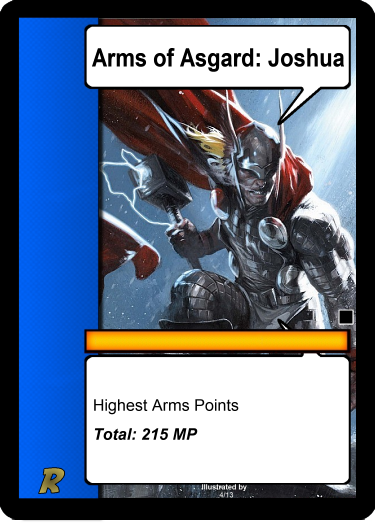 Arms of Asgard: Joshua
Highest Arms Points
Total: 215 MP
R
Illustrated by
4/13